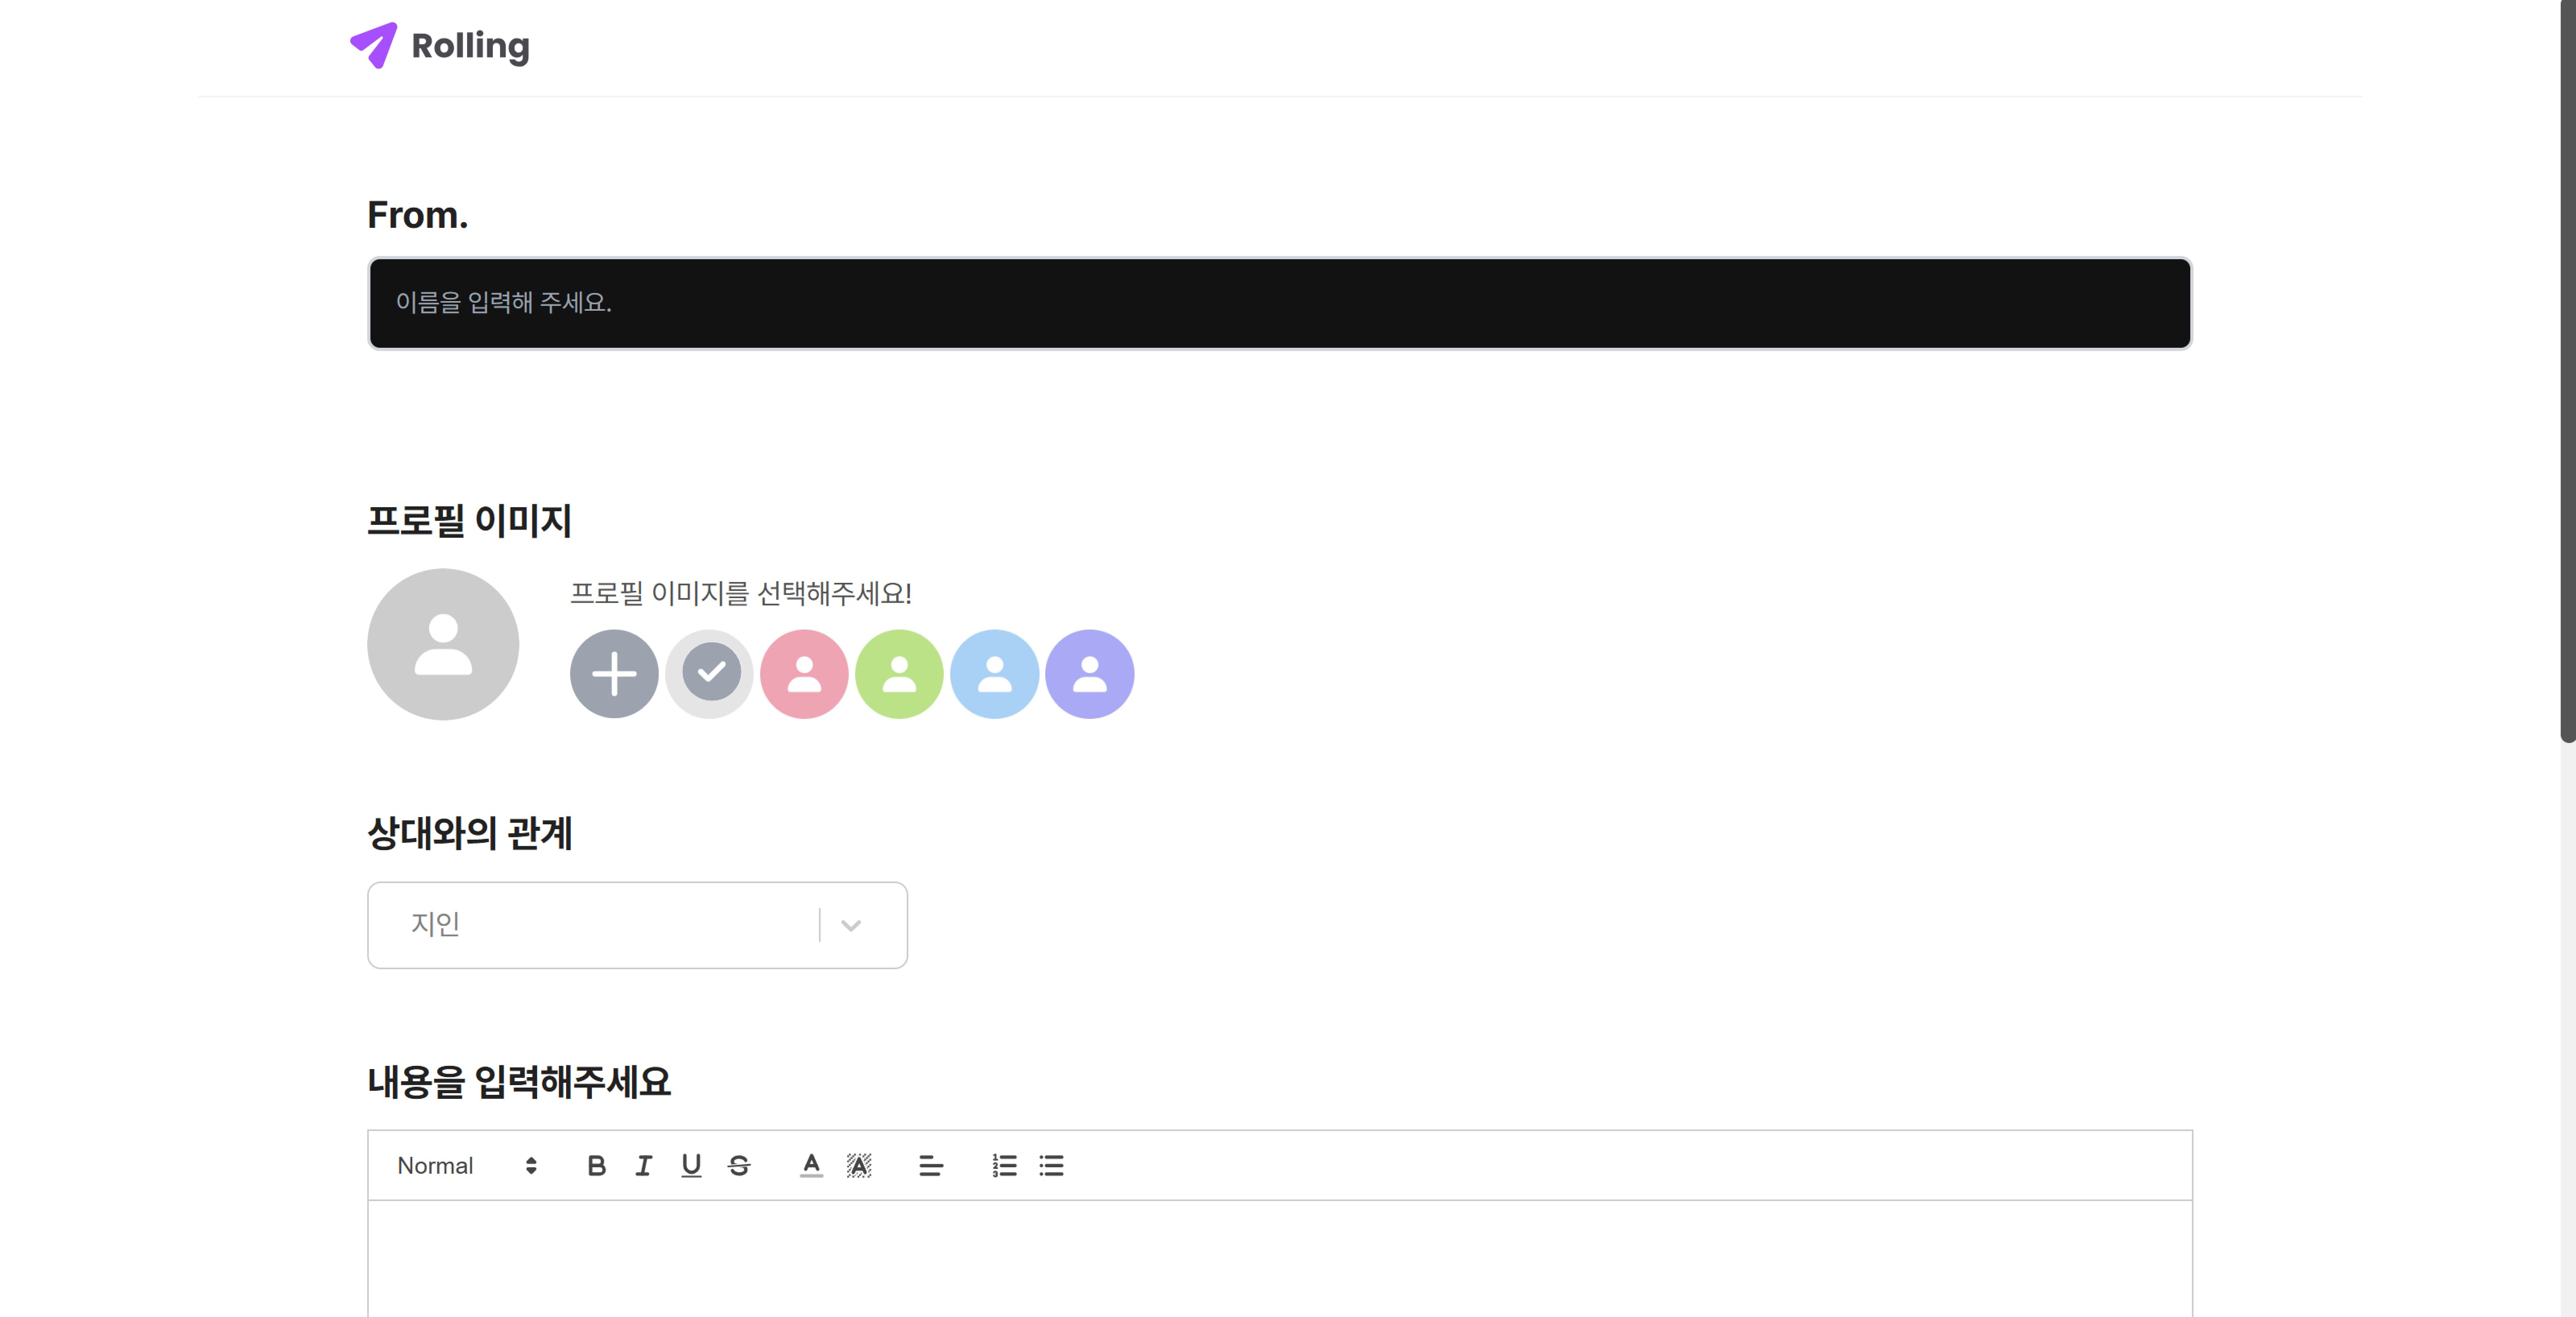 Rolling
From.
이름을 입력해 주세요.
프로필 이미지
프로필 이미지를 선택해주세요!
상대와의 관계
지인
내용을 입력해주세요
Normal